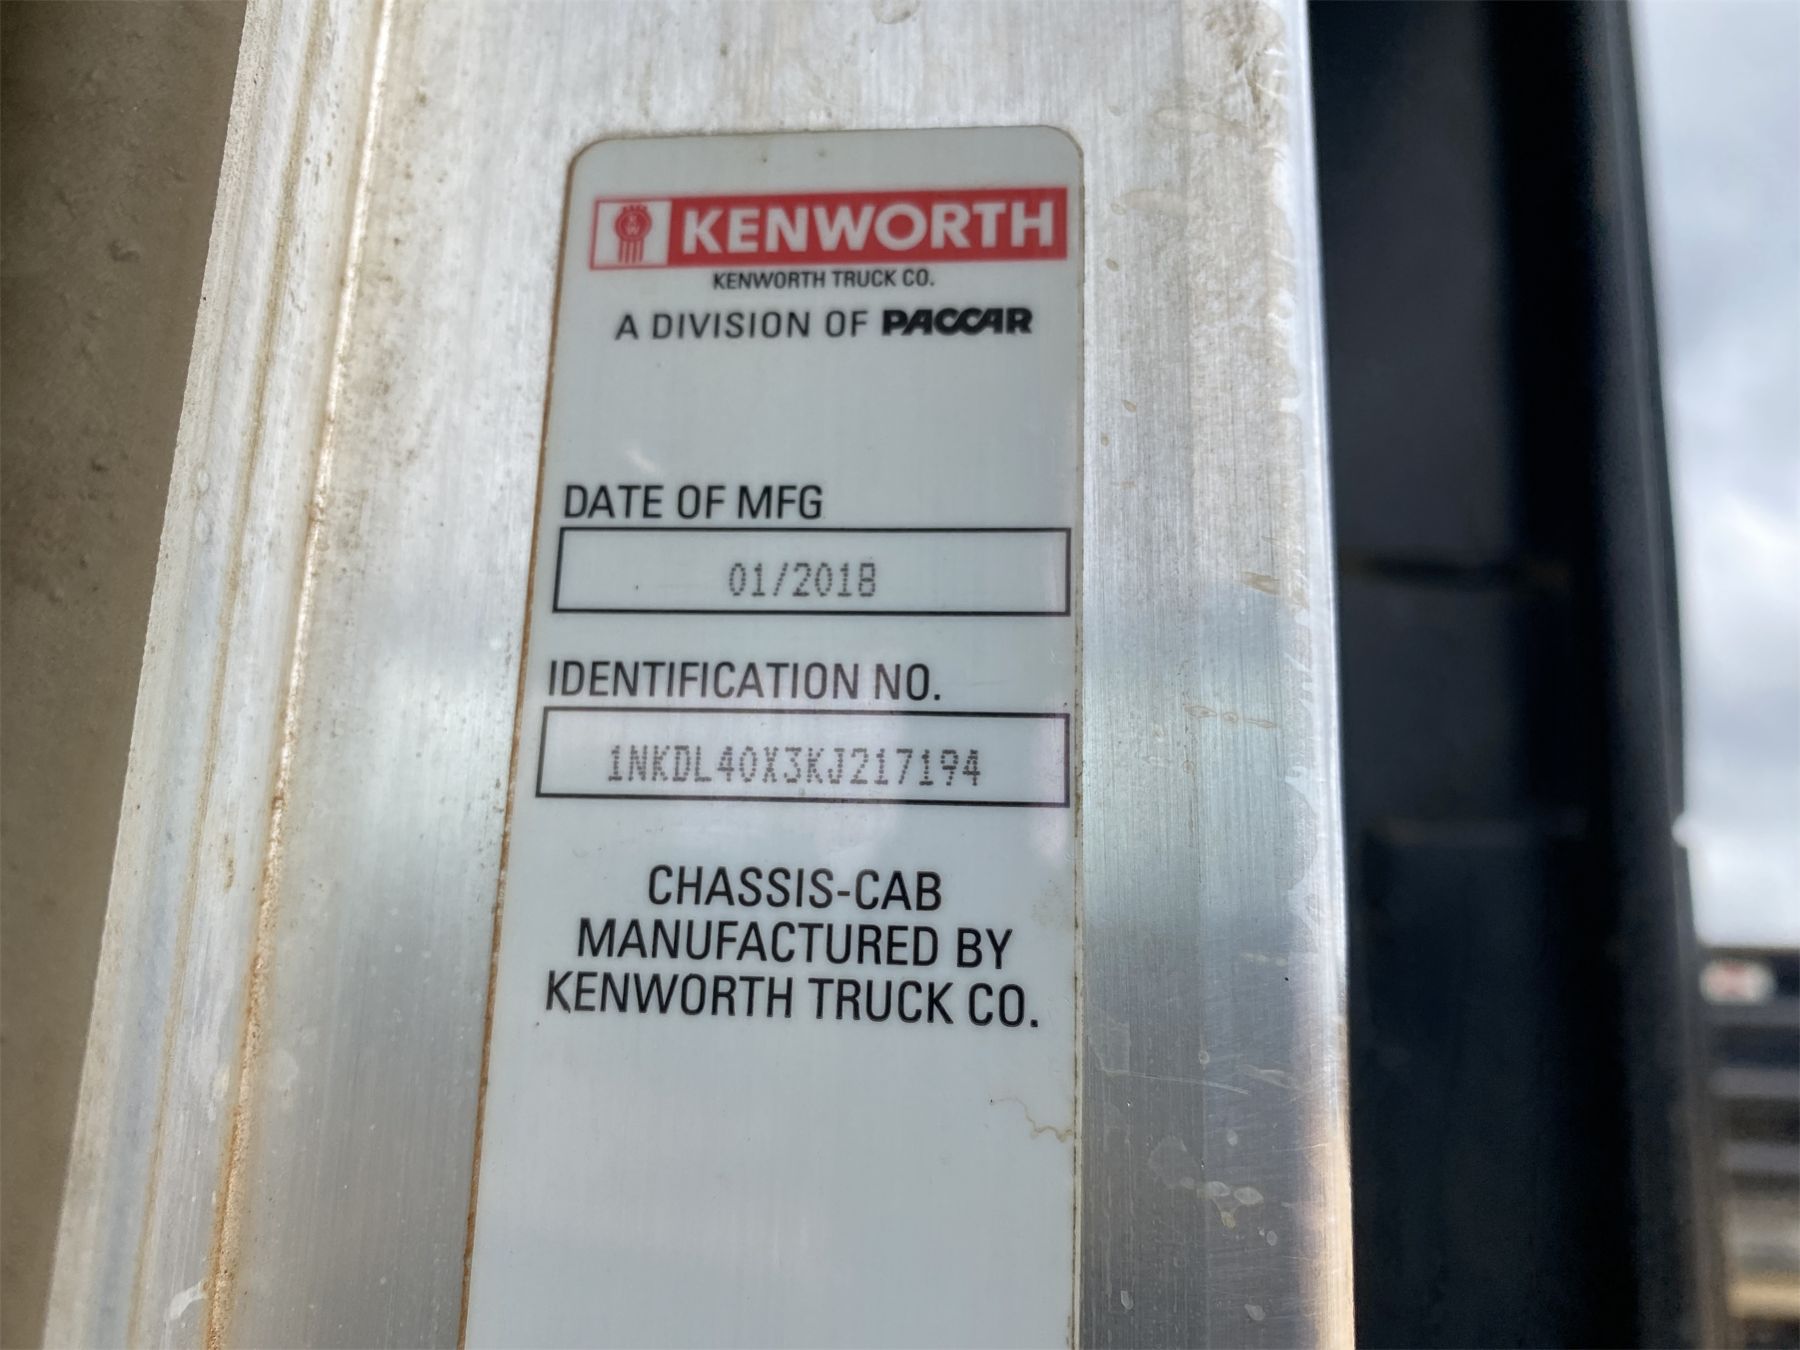 KENWORTH
KENWORTH TRUCK CO.
A DIVISION OF PACCAR
DATE OF MFG
01/2018
IDENTIFICATION NO.
1NKDL40X3KJ217194
CHASSIS-CAB
MANUFACTURED BY
KENWORTH TRUCK CO.